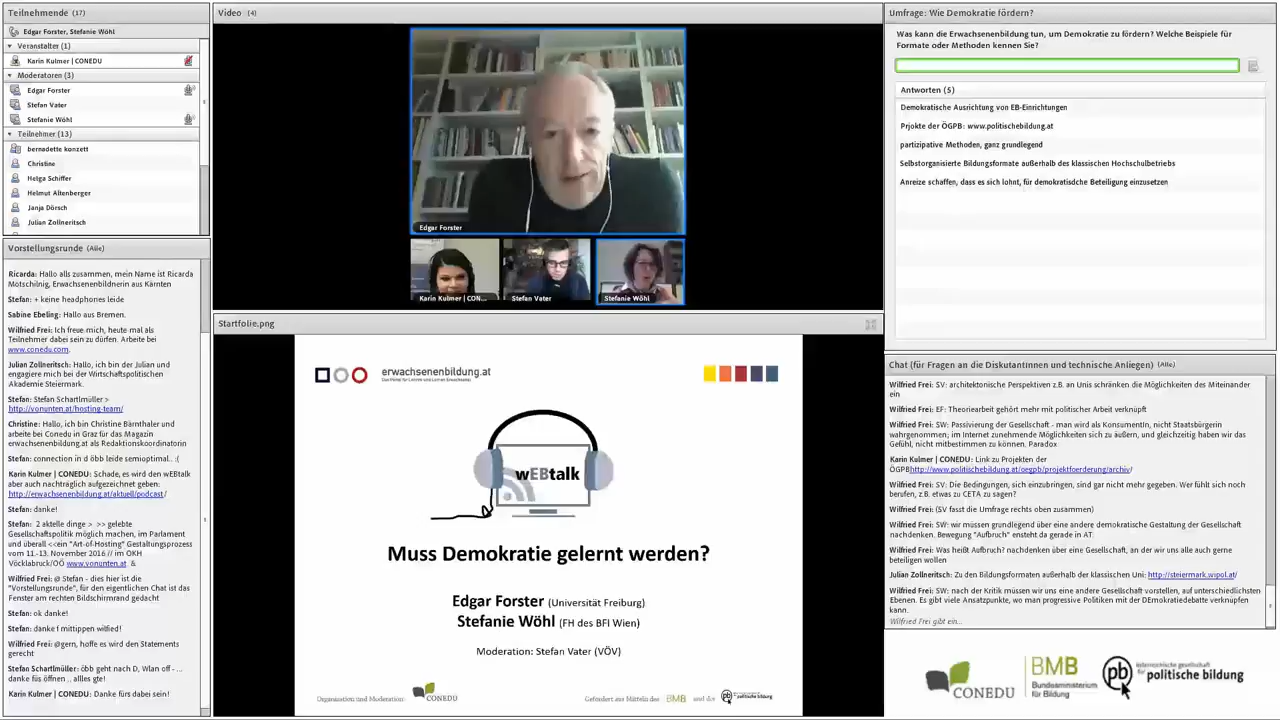 Teilnehmende (17)
Edgar Forster, Stefanie Wöhl
Veranstalter (1)
Karin Kulmer | CONEDU
Moderatoren (3)
Edgar Forster
Stefan Vater
Stefanie Wöhl
Teilnehmer (13)
bernadette konzett
Christine
Helga Schiffer
Helmut Altenberger
Janja Dörsch
Julian Zollneritsch
Vorstellungsrunde (Alle)
Ricarda: Hallo alls zusammen, mein Name ist Ricarda
Motschilnig, Erwachsenenbildnerin aus Kärnten
Stefan: + keine headphones leide
Sabine Ebeling: Hallo aus Bremen.
Wilfried Frei: Ich freue mich, heute mal als
Teilnehmer dabei sein zu dürfen. Arbeite bei
www.conedu.com.
Julian Zollneritsch: Hallo, ich bin der Julian und
engagiere mich bei der Wirtschaftspolitischen
Akademie Steiermark.
Stefan: Stefan Schartlmüller >
http://vonunten.at/hosting-team/
Christine: Hallo, ich bin Christine Bärnthaler und
arbeite bei Conedu in Graz für das Magazin
erwachsenenbildung.at als Redaktionskoordinatorin
Stefan: connection in d öbb leide semioptimal.. :(
Karin Kulmer | CONEDU: Schade, es wird den wEBtalk
aber auch nachträglich aufgezeichnet geben:
http://erwachsenenbildung.at/aktuell/podcast/
Stefan: danke!
Stefan: 2 aktelle dinge > >> gelebte
Gesellschaftspolitik möglich machen, im Parlament
und überall <<ein "Art-of-Hosting" Gestaltungsprozess
vom 11.-13. November 2016 // im OKH
Vöcklabruck/OÖ www.vonunten.at &
Wilfried Frei: @ Stefan - dies hier ist die
"Vorstellungsrunde", für den eigentlichen Chat ist das
Fenster am rechten Bildschirmrand gedacht
Stefan: ok danke!
Stefan: danke f mittippen wilfied!
Wilfried Frei: @gern, hoffe es wird den Statements
gerecht
Stefan Schartlmüller: öbb geht nach D, Wlan off - ...
danke füs öffnen .. alles gte!
Karin Kulmer | CONEDU: Danke fürs dabei sein!
Video (4)
Edgar Forster
Karin Kulmer | CON...
Stefan Vater
Stefanie Wöhl
Startfolie.png
erwachsenenbildung.at
wEBtalk
Muss Demokratie gelernt werden?
Edgar Forster (Universität Freiburg)
Stefanie Wöhl (FH des BFI Wien)
Moderation: Stefan Vater (VÖV)
Organisation und Moderation:
CONEDU
Gefördert aus Mitteln des BMB und der
politische bildung
Umfrage: Wie Demokratie fördern?
Was kann die Erwachsenenbildung tun, um Demokratie zu fördern? Welche Beispiele für
Formate oder Methoden kennen Sie?
Antworten (5)
Demokratische Ausrichtung von EB-Einrichtungen
Prjokte der ÖGPB: www.politischebildung.at
partizipative Methoden, ganz grundlegend
Selbstorganisierte Bildungsformate außerhalb des klassischen Hochschulbetriebs
Anreize schaffen, dass es sich lohnt, für demokratisdche Beteiligung einzusetzen
Chat (für Fragen an die DiskutantInnen und technische Anliegen) (Alle)
Wilfried Frei: SV: architektonische Perspektiven z.B. an Unis schränken die Möglichkeiten des Miteinander
ein
Wilfried Frei: EF: Theoriearbeit gehört mehr mit politischer Arbeit verknüpft
Wilfried Frei: SW: Passivierung der Gesellschaft - man wird als KonsumentIn, nicht StaatsbürgerIn
wahrgenommen; im Internet zunehmende Möglichkeiten sich zu äußern, und gleichzeitig haben wir das
Gefühl, nicht mitbestimmen zu können. Paradox
Karin Kulmer | CONEDU: Link zu Projekten der
ÖGPBhttp://www.politischebildung.at/oegpb/projektfoerderung/archiv/
Wilfried Frei: SV: Die Bedingungen, sich einzubringen, sind gar nicht mehr gegeben. Wer fühlt sich noch
berufen, z.B. etwas zu CETA zu sagen?
Wilfried Frei: (SV fasst die Umfrage rechts oben zusammen)
Wilfried Frei: SW: wir müssen grundlegend über eine andere demokratische Gestaltung der Gesellschaft
nachdenken. Bewegung "Aufbruch" ensteht da gerade in AT.
Wilfried Frei: Was heißt Aufbruch? nachdenken über eine Gesellschaft, an der wir uns alle auch gerne
beteiligen wollen
Julian Zollneritsch: Zu den Bildungsformaten außerhalb der klassischen Uni: http://steiermark.wipol.at/
Wilfried Frei: SW: nach der Kritik müssen wir uns eine andere Gesellschaft vorstellen, auf unterschiedlichsten
Ebenen. Es gibt viele Ansatzpunkte, wo man progressive Politiken mit der DEmokratiedebatte verknüpfen
kann.
Wilfried Frei gibt ein...
CONEDU
BMB
Bundesministerium
für Bildung
pb
österreichische gesellschaft
für politische bildung